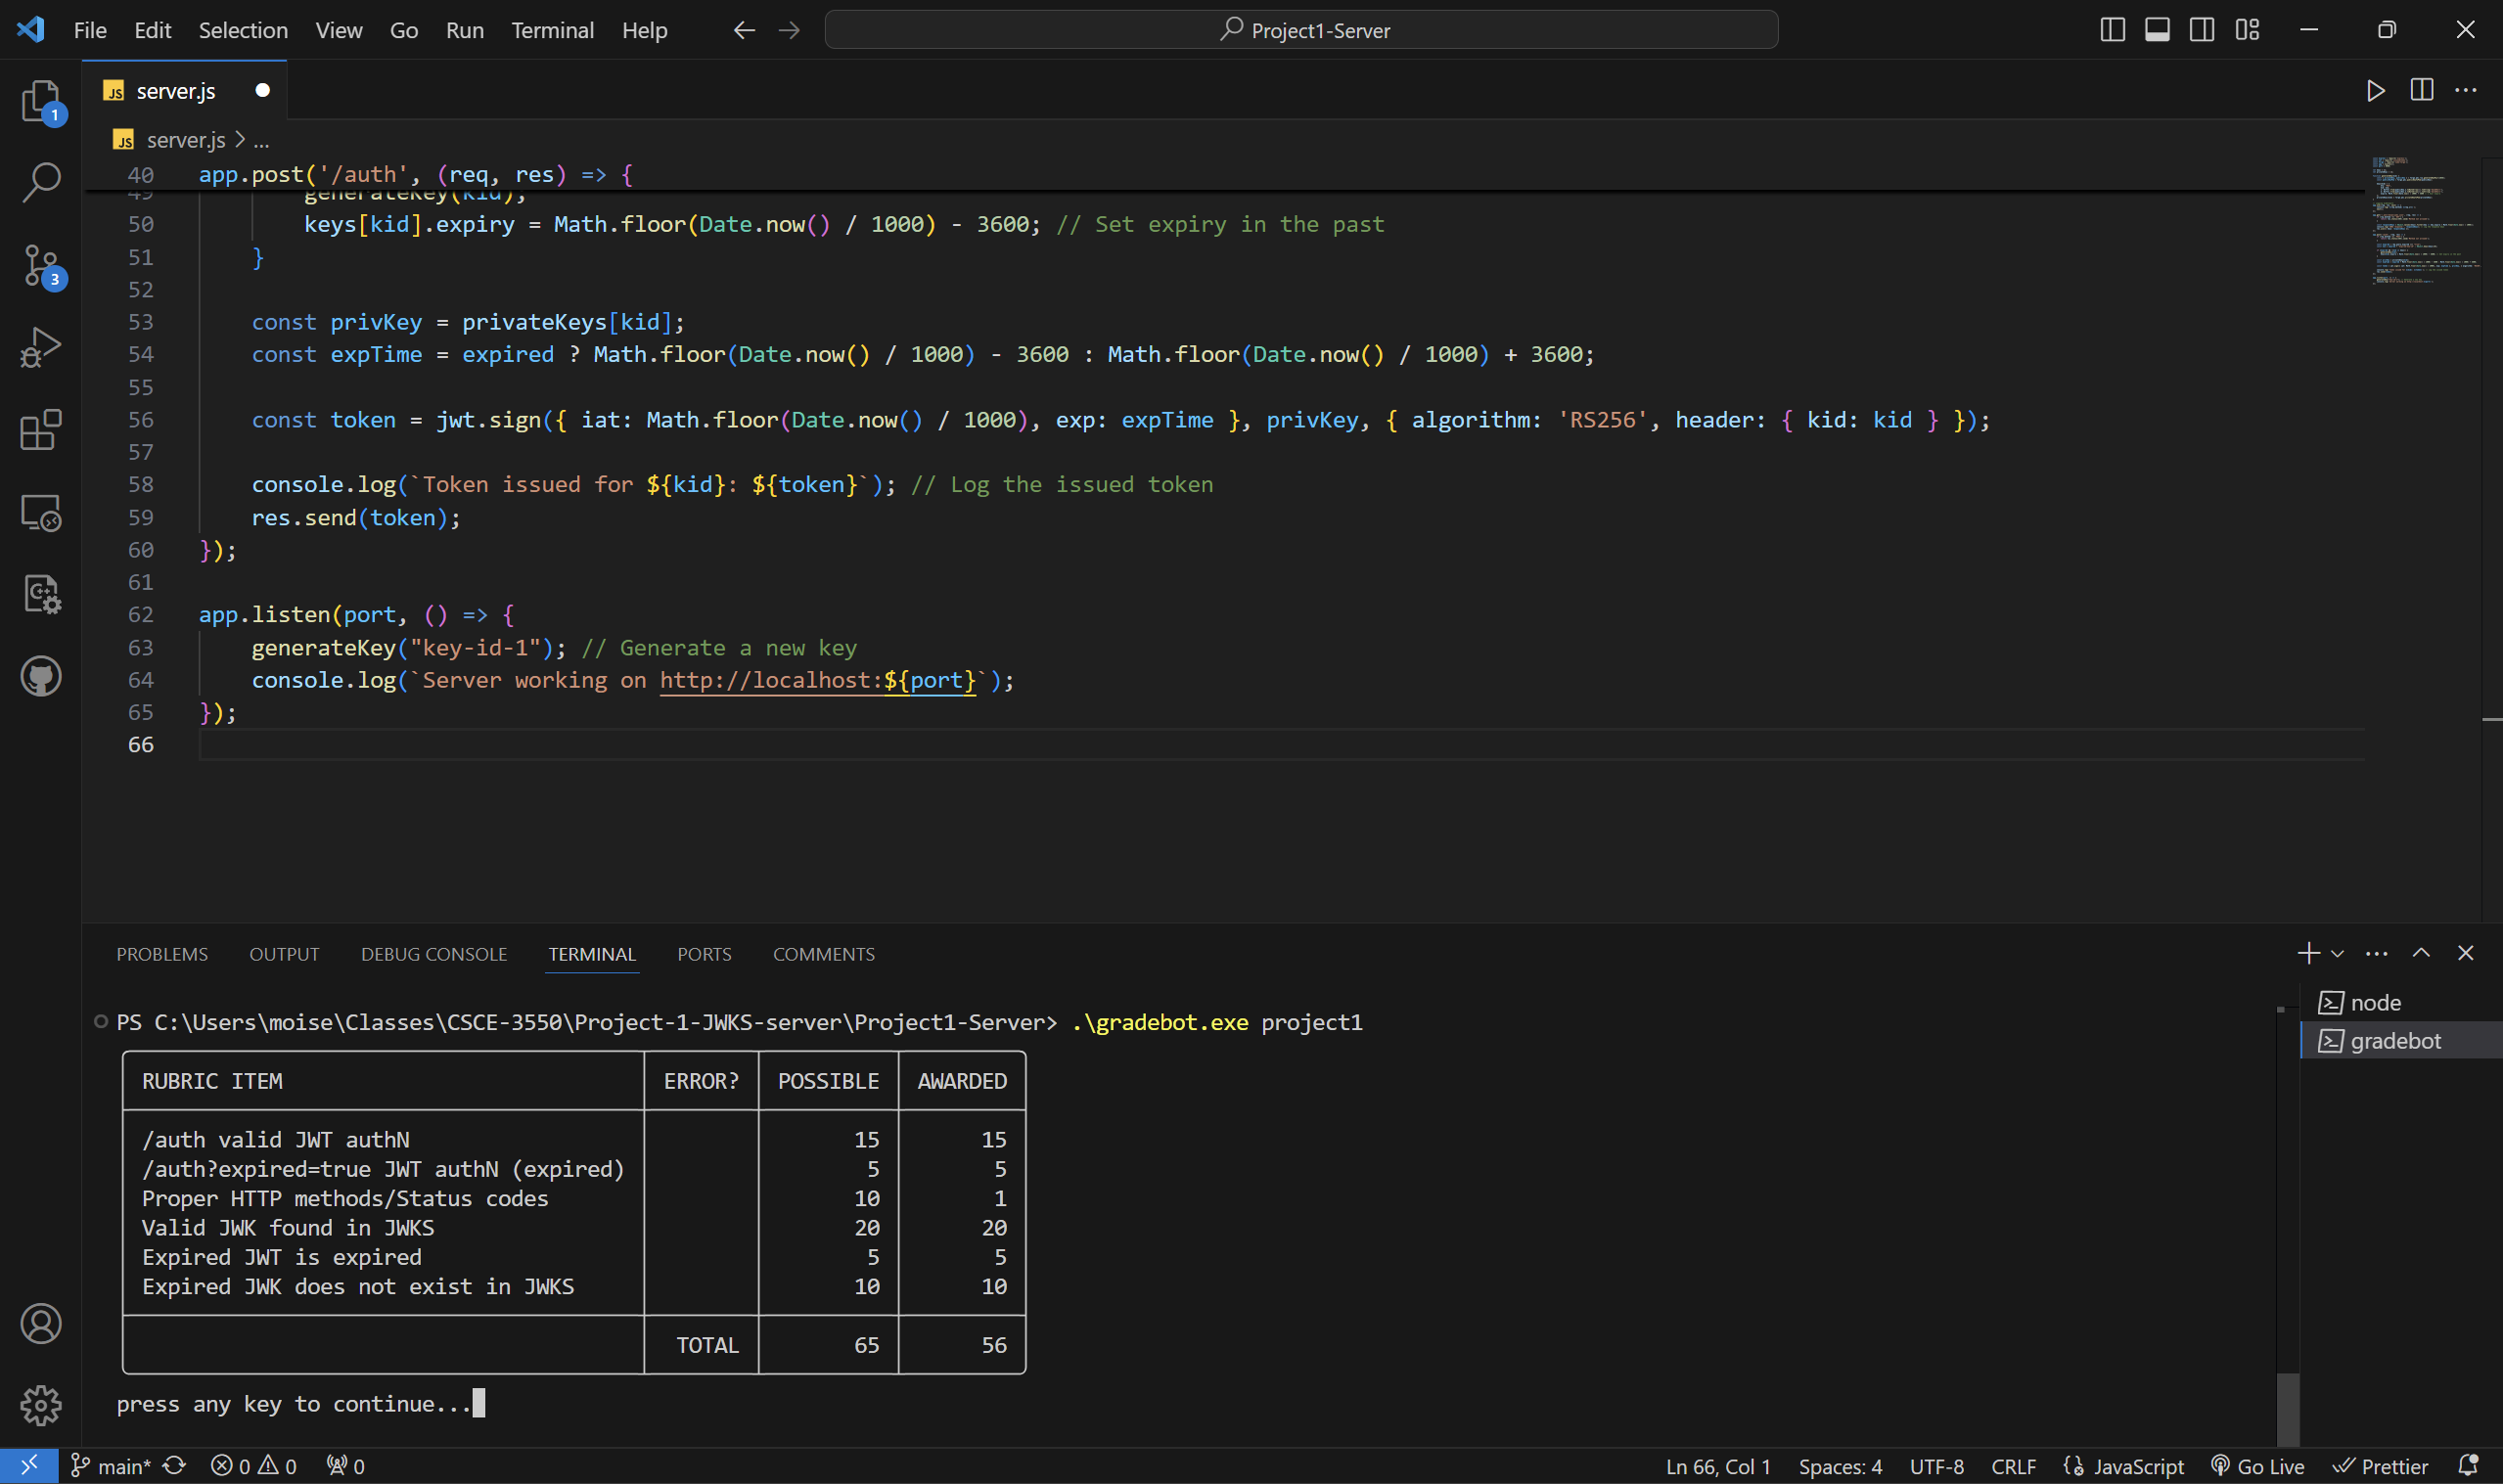 File Edit Selection View Go Run Terminal Help Project1-Server
JS server.js
1
JS server.js > ...
40 app.post('/auth', (req, res) => {
49 generateKey(kid);
50 keys[kid].expiry = Math.floor(Date.now() / 1000) - 3600; // Set expiry in the past
51 }
52
3
53 const privKey = privateKeys[kid];
54 const expTime = expired ? Math.floor(Date.now() / 1000) - 3600 : Math.floor(Date.now() / 1000) + 3600;
55
56 const token = jwt.sign({ iat: Math.floor(Date.now() / 1000), exp: expTime }, privKey, { algorithm: 'RS256', header: { kid: kid } });
57
58 console.log(`Token issued for ${kid}: ${token}`); // Log the issued token
59 res.send(token);
60 });
61
62 app.listen(port, () => {
63 generateKey("key-id-1"); // Generate a new key
64 console.log(`Server working on http://localhost:${port}`);
65 });
66
PROBLEMS OUTPUT DEBUG CONSOLE TERMINAL PORTS COMMENTS
PS C:\Users\moise\Classes\CSCE-3550\Project-1-JWKS-server\Project1-Server> .\gradebot.exe project1
RUBRIC ITEM ERROR? POSSIBLE AWARDED
/auth valid JWT authN 15 15
/auth?expired=true JWT authN (expired) 5 5
Proper HTTP methods/Status codes 10 1
Valid JWK found in JWKS 20 20
Expired JWT is expired 5 5
Expired JWK does not exist in JWKS 10 10
TOTAL 65 56
press any key to continue...
node
gradebot
main* 0 0 0 Ln 66, Col 1 Spaces: 4 UTF-8 CRLF JavaScript Go Live Prettier